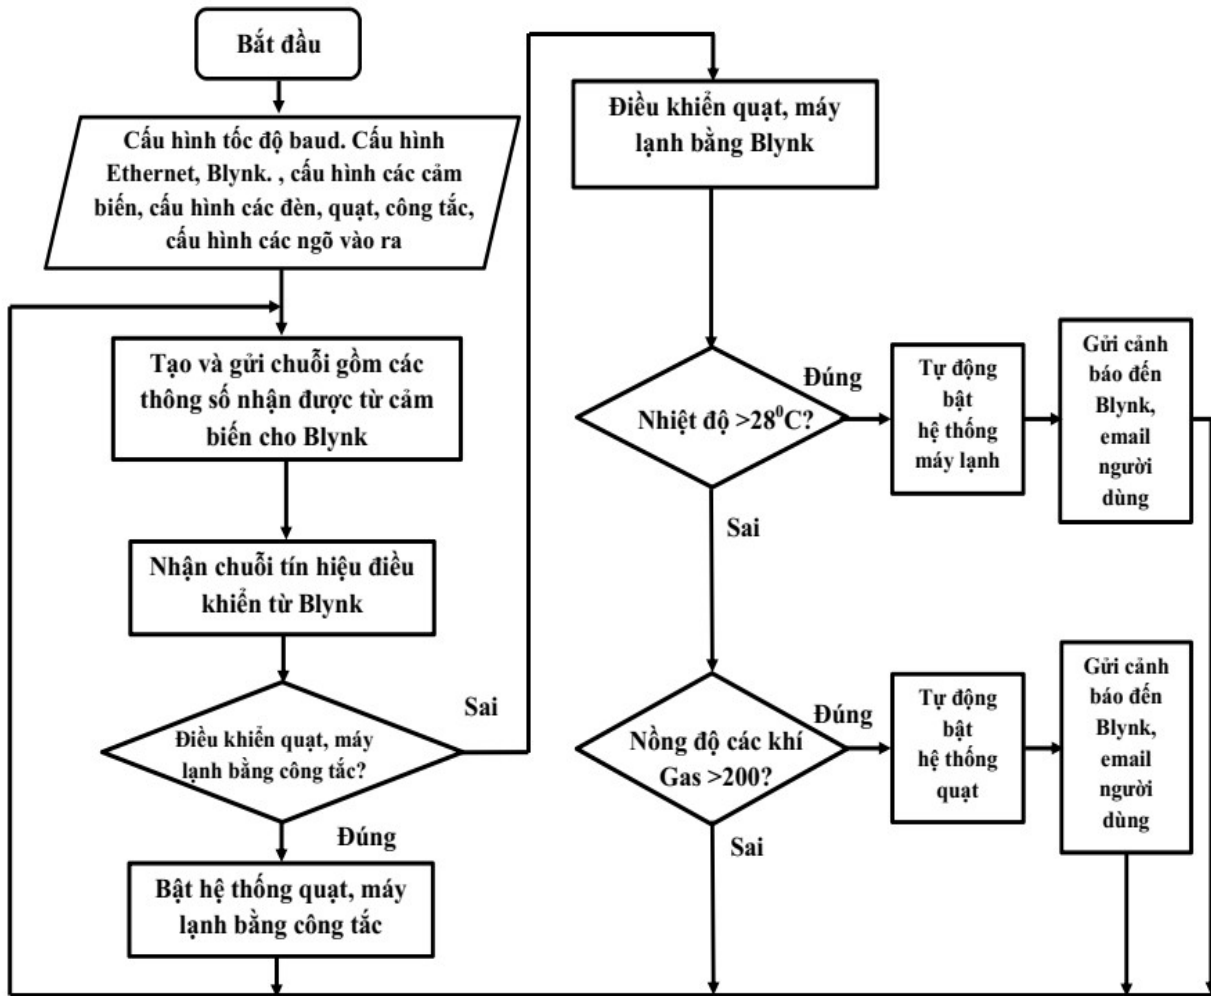 Bắt đầu
Cấu hình tốc độ baud. Cấu hình
Ethernet, Blynk. , cấu hình các cảm
biến, cấu hình các đèn, quạt, công tắc,
cấu hình các ngõ vào ra
Tạo và gửi chuỗi gồm các
thông số nhận được từ cảm
biến cho Blynk
Nhận chuỗi tín hiệu điều
khiển từ Blynk
Điều khiển quạt, máy
lạnh bằng công tắc?
Sai
Đúng
Bật hệ thống quạt, máy
lạnh bằng công tắc
Điều khiển quạt, máy
lạnh bằng Blynk
Nhiệt độ >28⁰C?
Đúng
Tự động
bật
hệ thống
máy lạnh
Gửi cảnh
báo đến
Blynk,
email
người
dùng
Sai
Nồng độ các khí
Gas >200?
Đúng
Tự động
bật
hệ thống
quạt
Gửi cảnh
báo đến
Blynk,
email
người
dùng
Sai